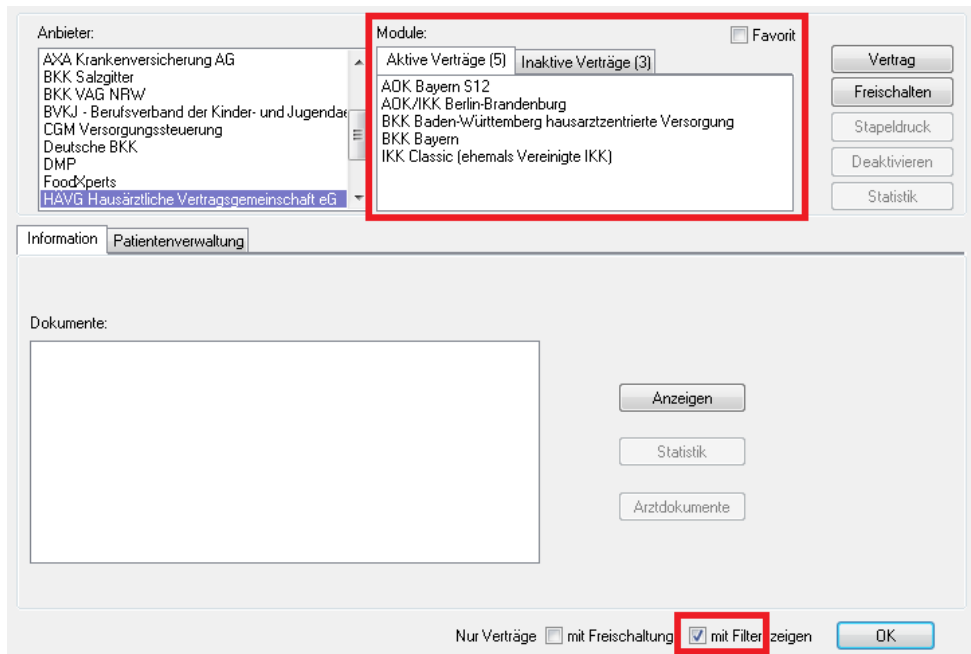 Anbieter:
AXA Krankenversicherung AG
BKK Salzgitter
BKK VAG NRW
BVKJ - Berufsverband der Kinder- und Jugendae
CGM Versorgungssteuerung
Deutsche BKK
DMP
FoodXperts
HÄVG Hausärztliche Vertragsgemeinschaft eG
Module:
Favorit
Aktive Verträge (5)
Inaktive Verträge (3)
AOK Bayern S12
AOK/IKK Berlin-Brandenburg
BKK Baden-Württemberg hausarztzentrierte Versorgung
BKK Bayern
IKK Classic (ehemals Vereinigte IKK)
Vertrag
Freischalten
Stapeldruck
Deaktivieren
Statistik
Information
Patientenverwaltung
Dokumente:
Anzeigen
Statistik
Arztdokumente
Nur Verträge mit Freischaltung mit Filter zeigen
OK